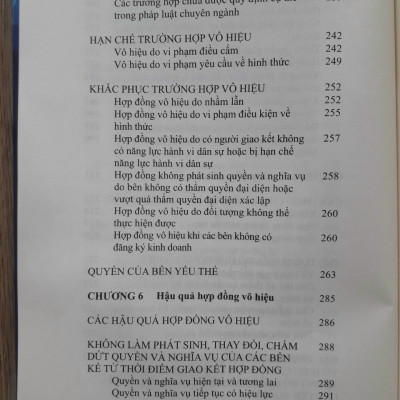 Các trường hợp chưa được quy định cụ thể
trong pháp luật chuyên ngành
HẠN CHẾ TRƯỜNG HỢP VÔ HIỆU 242
Vô hiệu do vi phạm điều cấm 242
Vô hiệu do vi phạm yêu cầu về hình thức 249
KHẮC PHỤC TRƯỜNG HỢP VÔ HIỆU 252
Hợp đồng vô hiệu do nhầm lẫn 252
Hợp đồng vô hiệu do vi phạm điều kiện về 255
hình thức
Hợp đồng vô hiệu do có người giao kết không 257
có năng lực hành vi dân sự hoặc bị hạn chế
năng lực hành vi dân sự
Hợp đồng không phát sinh quyền và nghĩa vụ 258
do bên không có thẩm quyền đại diện hoặc
vượt quá thẩm quyền đại diện xác lập
Hợp đồng vô hiệu do đối tượng không thể 260
thực hiện được
Hợp đồng vô hiệu khi các bên không có 260
đăng ký kinh doanh
QUYỀN CỦA BÊN YẾU THẾ 263
CHƯƠNG 6 Hậu quả hợp đồng vô hiệu 285
CÁC HẬU QUẢ HỢP ĐỒNG VÔ HIỆU 286
KHÔNG LÀM PHÁT SINH, THAY ĐỔI, CHẤM 288
DỨT QUYỀN VÀ NGHĨA VỤ CỦA CÁC BÊN
KỂ TỪ THỜI ĐIỂM GIAO KẾT HỢP ĐỒNG
Quyền và nghĩa vụ hiện tại và tương lai 289
Quyền và nghĩa vụ tiếp tục có hiệu lực 291